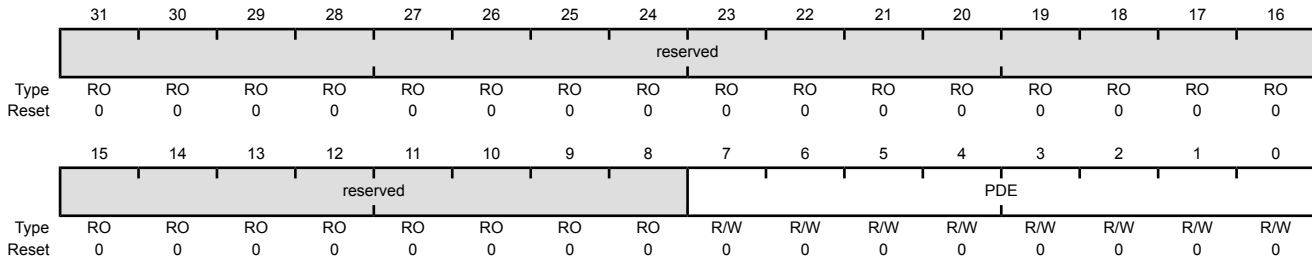 31 30 29 28 27 26 25 24 23 22 21 20 19 18 17 16
reserved
Type RO RO RO RO RO RO RO RO RO RO RO RO RO RO RO RO
Reset 0 0 0 0 0 0 0 0 0 0 0 0 0 0 0 0
15 14 13 12 11 10 9 8 7 6 5 4 3 2 1 0
reserved PDE
Type RO RO RO RO RO RO RO RO R/W R/W R/W R/W R/W R/W R/W R/W
Reset 0 0 0 0 0 0 0 0 0 0 0 0 0 0 0 0